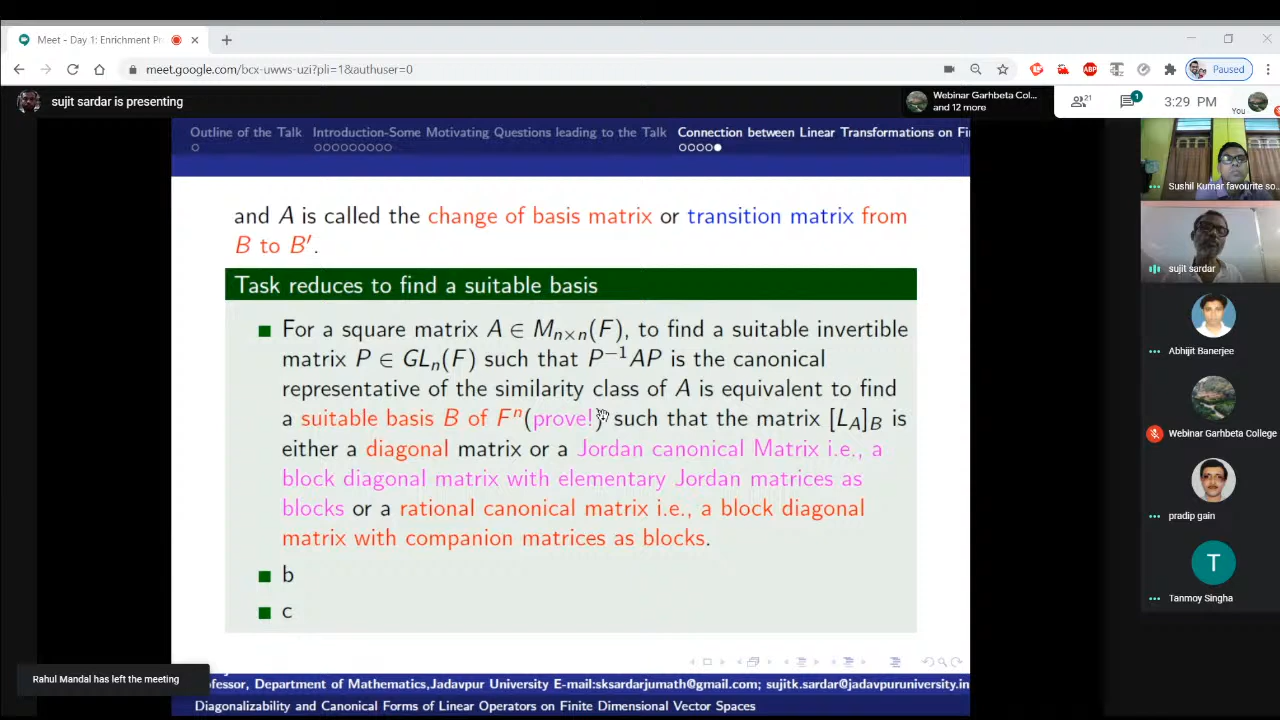 Meet - Day 1: Enrichment Pr
meet.google.com/bcx-uwws-uzi?pli=1&authuser=0
ABP
Paused
sujit sardar is presenting
Webinar Garhbeta Col...
and 12 more
21
1
3:29 PM
You
Outline of the Talk Introduction-Some Motivating Questions leading to the Talk Connection between Linear Transformations on Fi
and A is called the change of basis matrix or transition matrix from
B to B′.
Task reduces to find a suitable basis
For a square matrix A ∈ Mₙₓₙ(F), to find a suitable invertible
matrix P ∈ GLₙ(F) such that P⁻¹AP is the canonical
representative of the similarity class of A is equivalent to find
a suitable basis B of Fⁿ(prove!) such that the matrix [L_A]_B is
either a diagonal matrix or a Jordan canonical Matrix i.e., a
block diagonal matrix with elementary Jordan matrices as
blocks or a rational canonical matrix i.e., a block diagonal
matrix with companion matrices as blocks.
b
c
ofessor, Department of Mathematics,Jadavpur University E-mail:sksardarjumath@gmail.com; sujitk.sardar@jadavpuruniversity.in
Diagonalizability and Canonical Forms of Linear Operators on Finite Dimensional Vector Spaces
Rahul Mandal has left the meeting
Sushil Kumar favourite so...
sujit sardar
Abhijit Banerjee
Webinar Garhbeta College
pradip gain
T
Tanmoy Singha